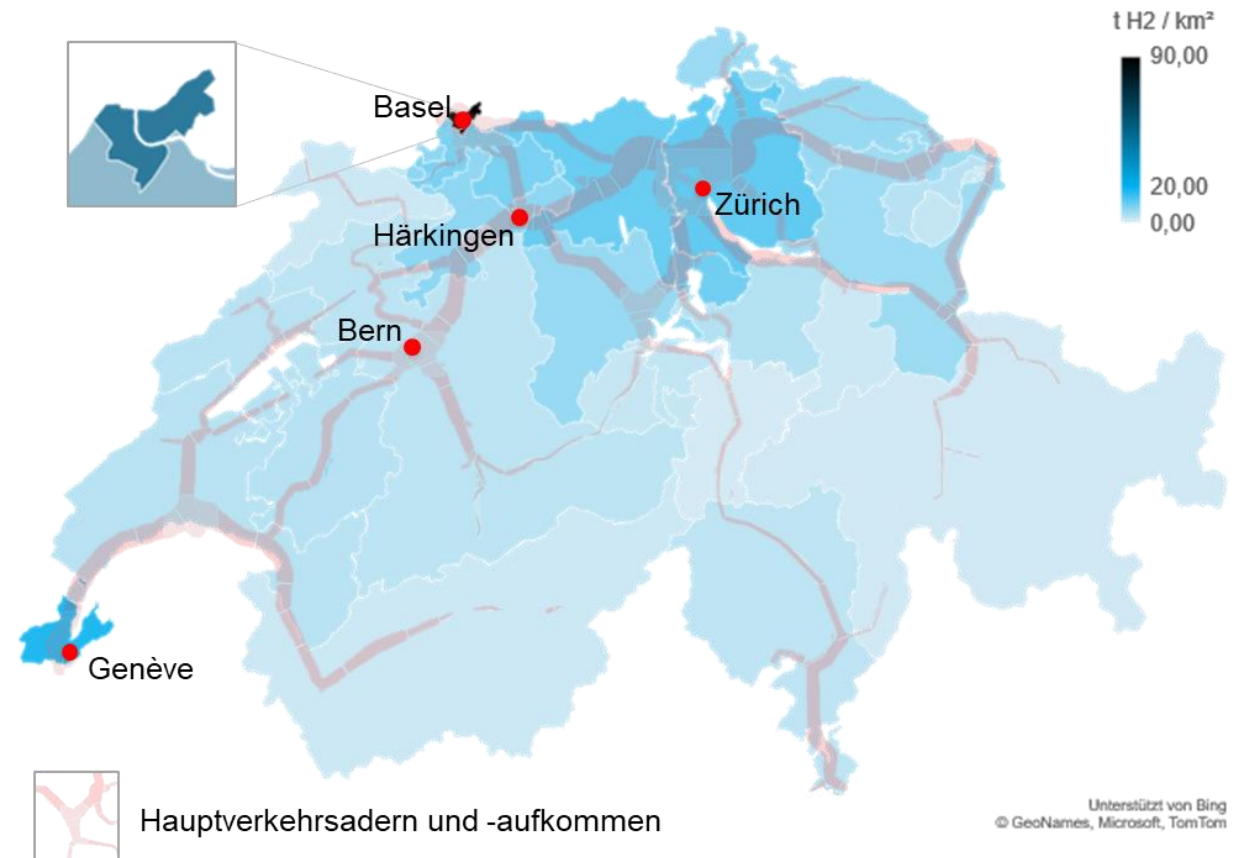 t H2 / km²
90,00
20,00
0,00
Basel
Zürich
Härkingen
Bern
Genève
Hauptverkehrsadern und -aufkommen
Unterstützt von Bing
© GeoNames, Microsoft, TomTom